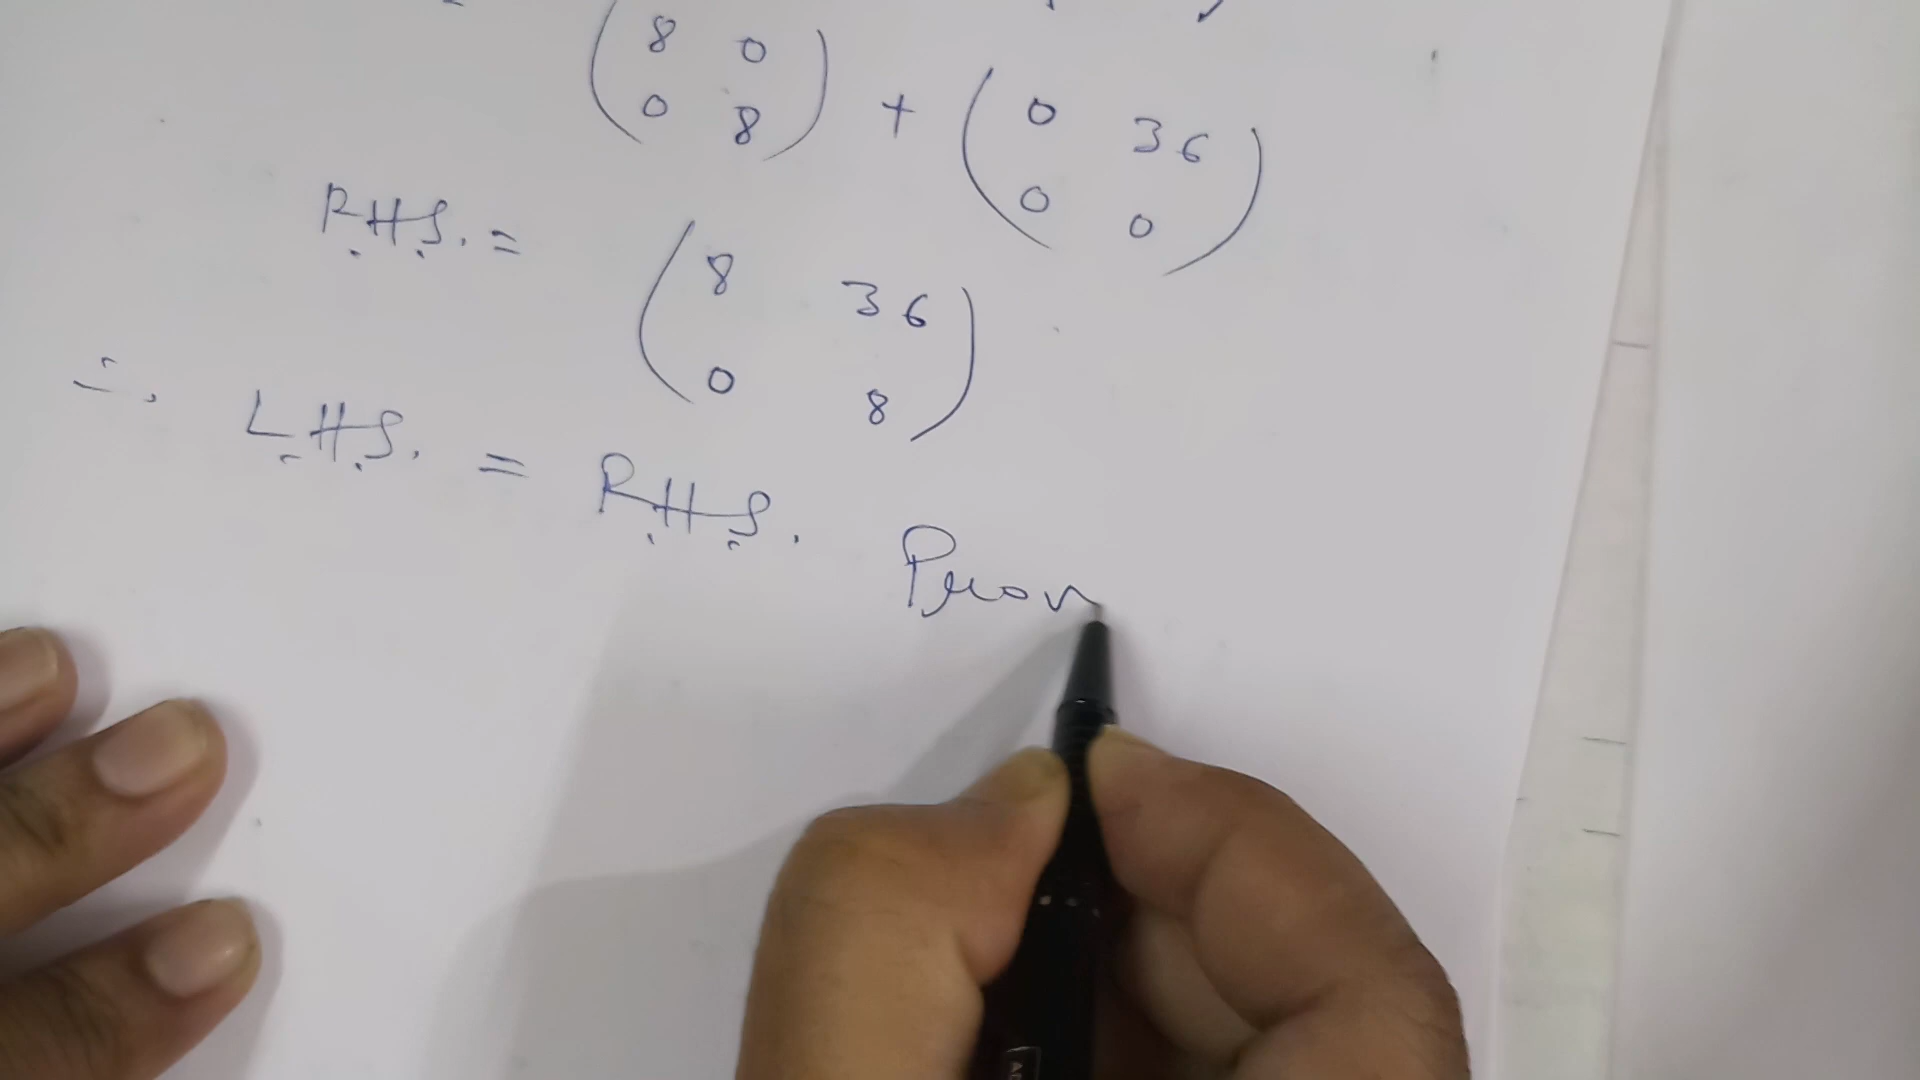 ( 8 0
0 8 ) + ( 0 36
0 0 )
R.H.S. = ( 8 36
0 8 )
∴ L.H.S. = R.H.S. Prov